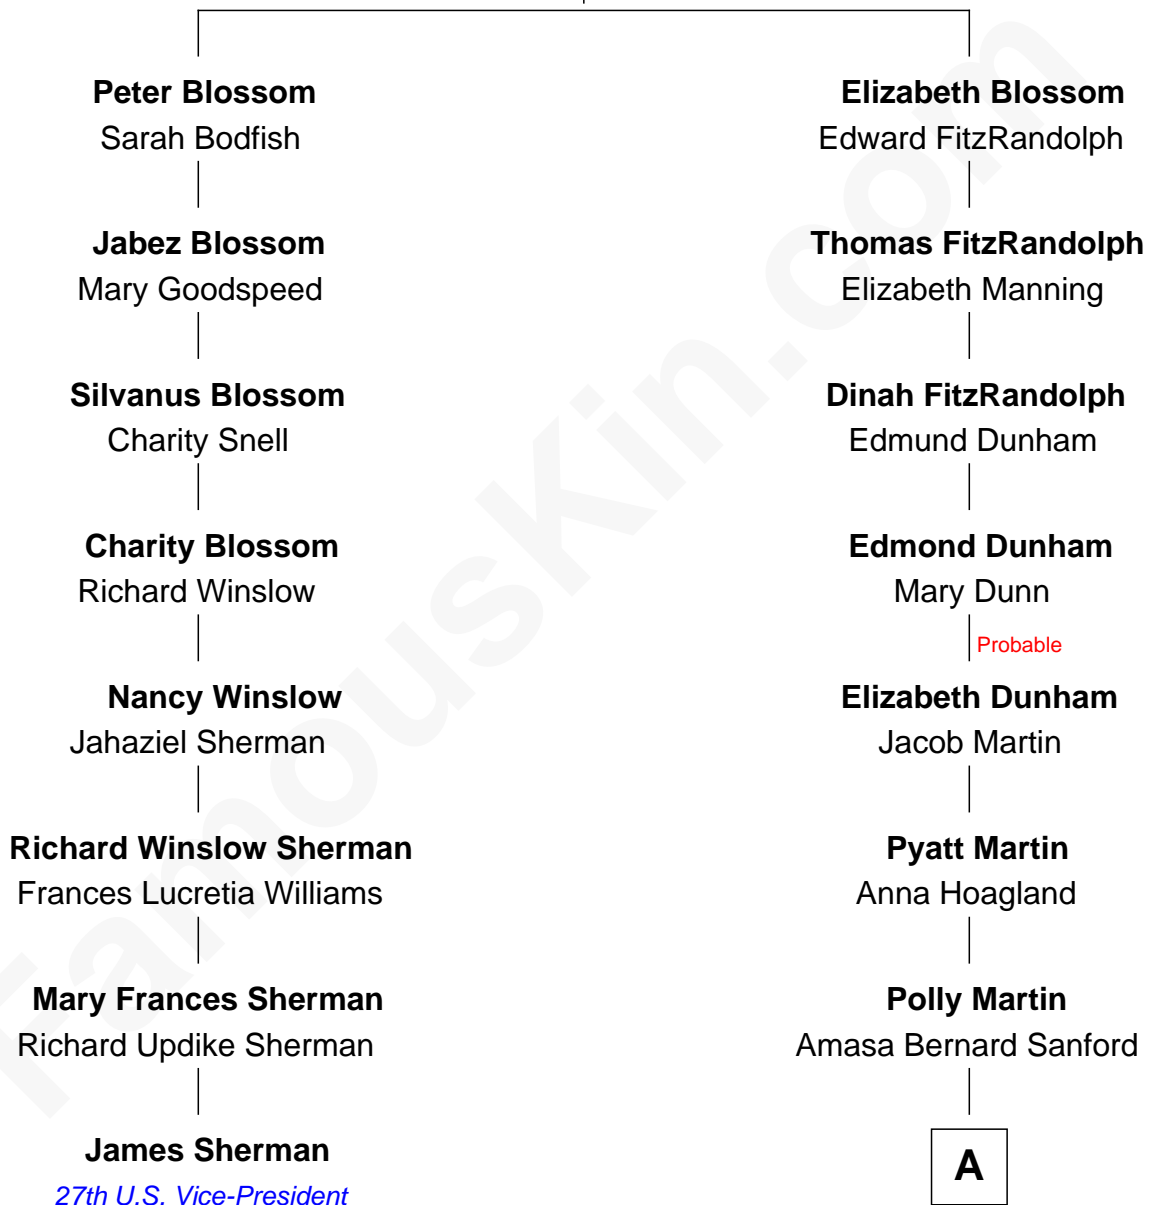 Peter Blossom
Sarah Bodfish
Elizabeth Blossom
Edward FitzRandolph
Jabez Blossom
Mary Goodspeed
Thomas FitzRandolph
Elizabeth Manning
Silvanus Blossom
Charity Snell
Dinah FitzRandolph
Edmund Dunham
Charity Blossom
Richard Winslow
Edmond Dunham
Mary Dunn
Probable
Nancy Winslow
Jahaziel Sherman
Elizabeth Dunham
Jacob Martin
Richard Winslow Sherman
Frances Lucretia Williams
Pyatt Martin
Anna Hoagland
Mary Frances Sherman
Richard Updike Sherman
Polly Martin
Amasa Bernard Sanford
James Sherman
27th U.S. Vice-President
A
FamousKin.com